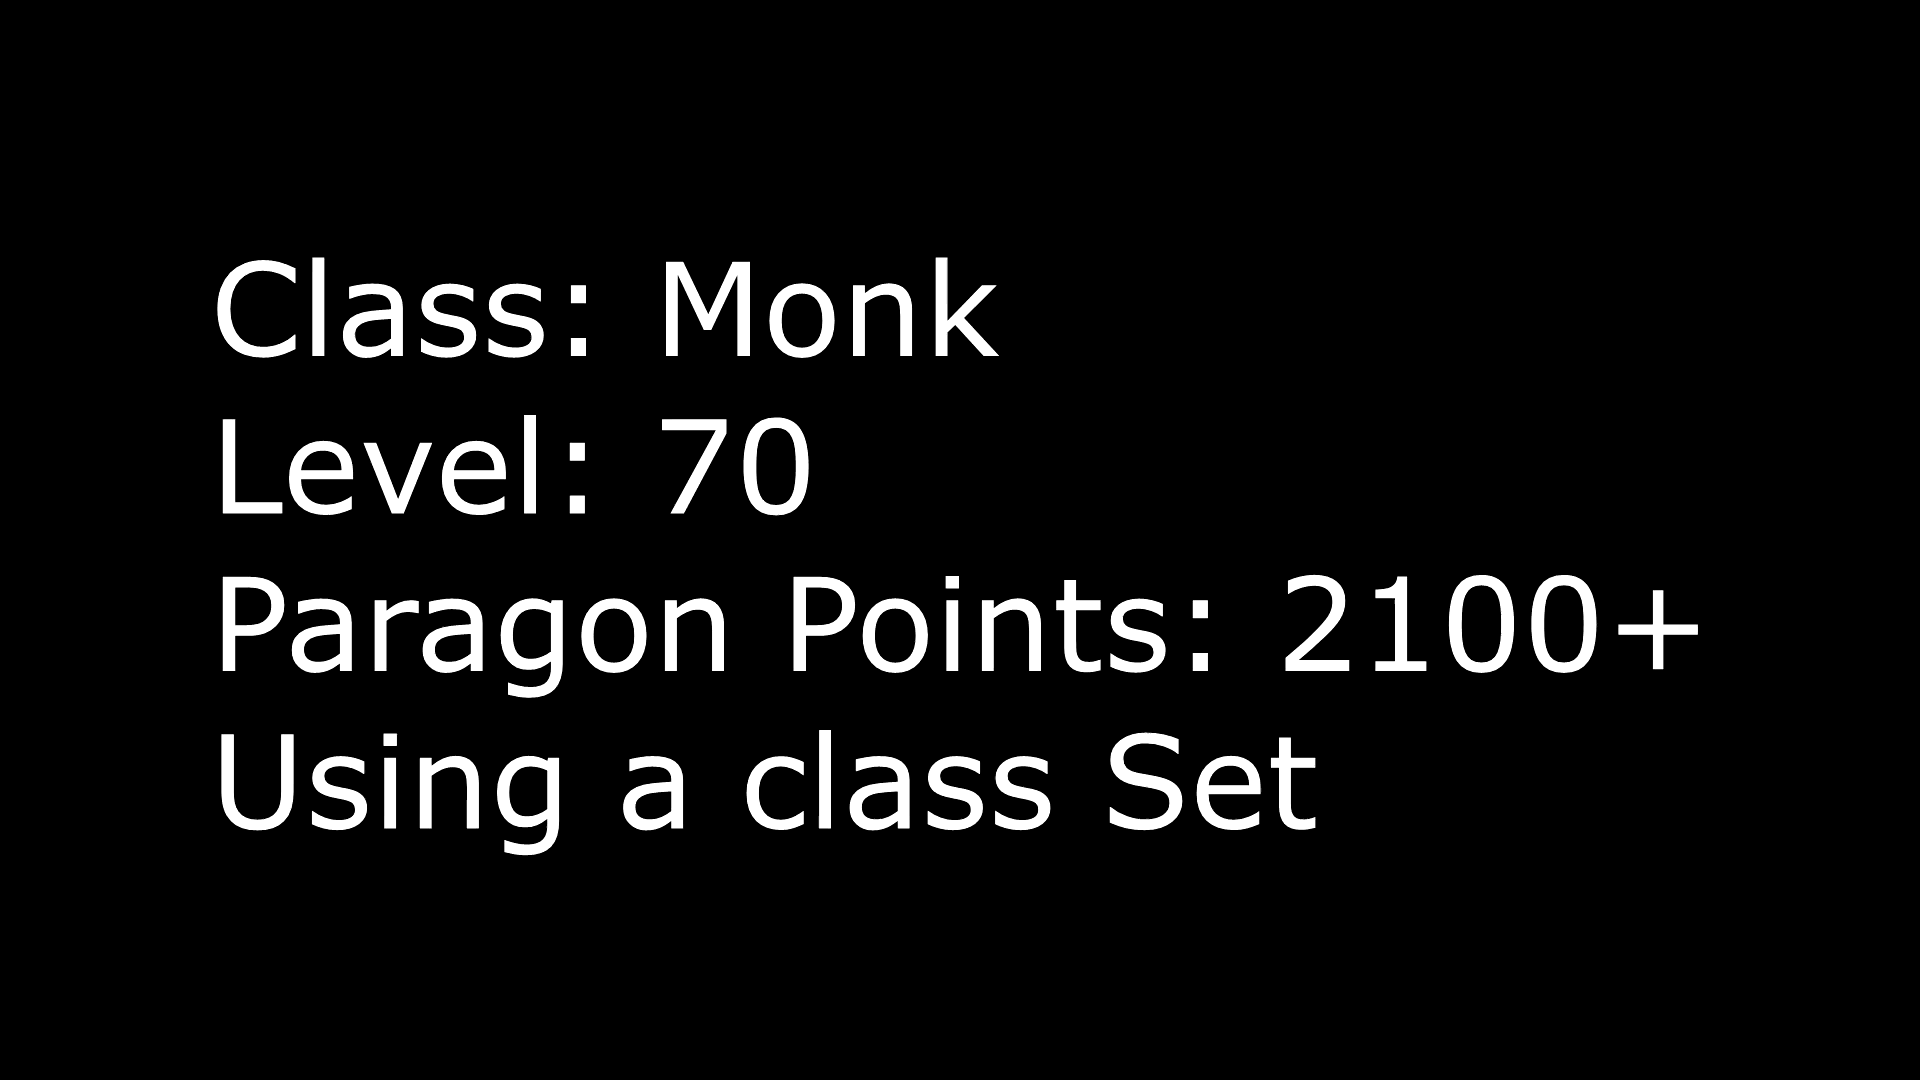 Class: Monk
Level: 70
Paragon Points: 2100+
Using a class Set